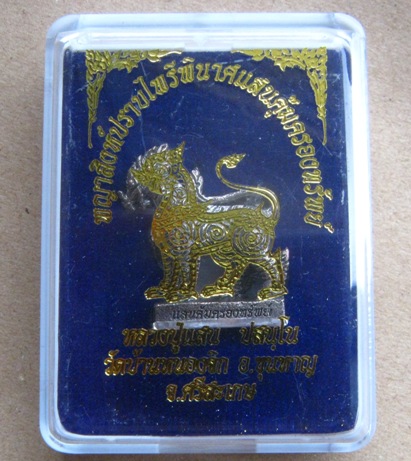 พญาสิงห์ปราบไพรีพินาศแสนคุ้มครองทรัพย์
แสนคุ้มครองทรัพย์
หลวงปู่แสน ปสนฺโน
วัดบ้านหนองจิก อ.ขุนหาญ
จ.ศรีสะเกษ